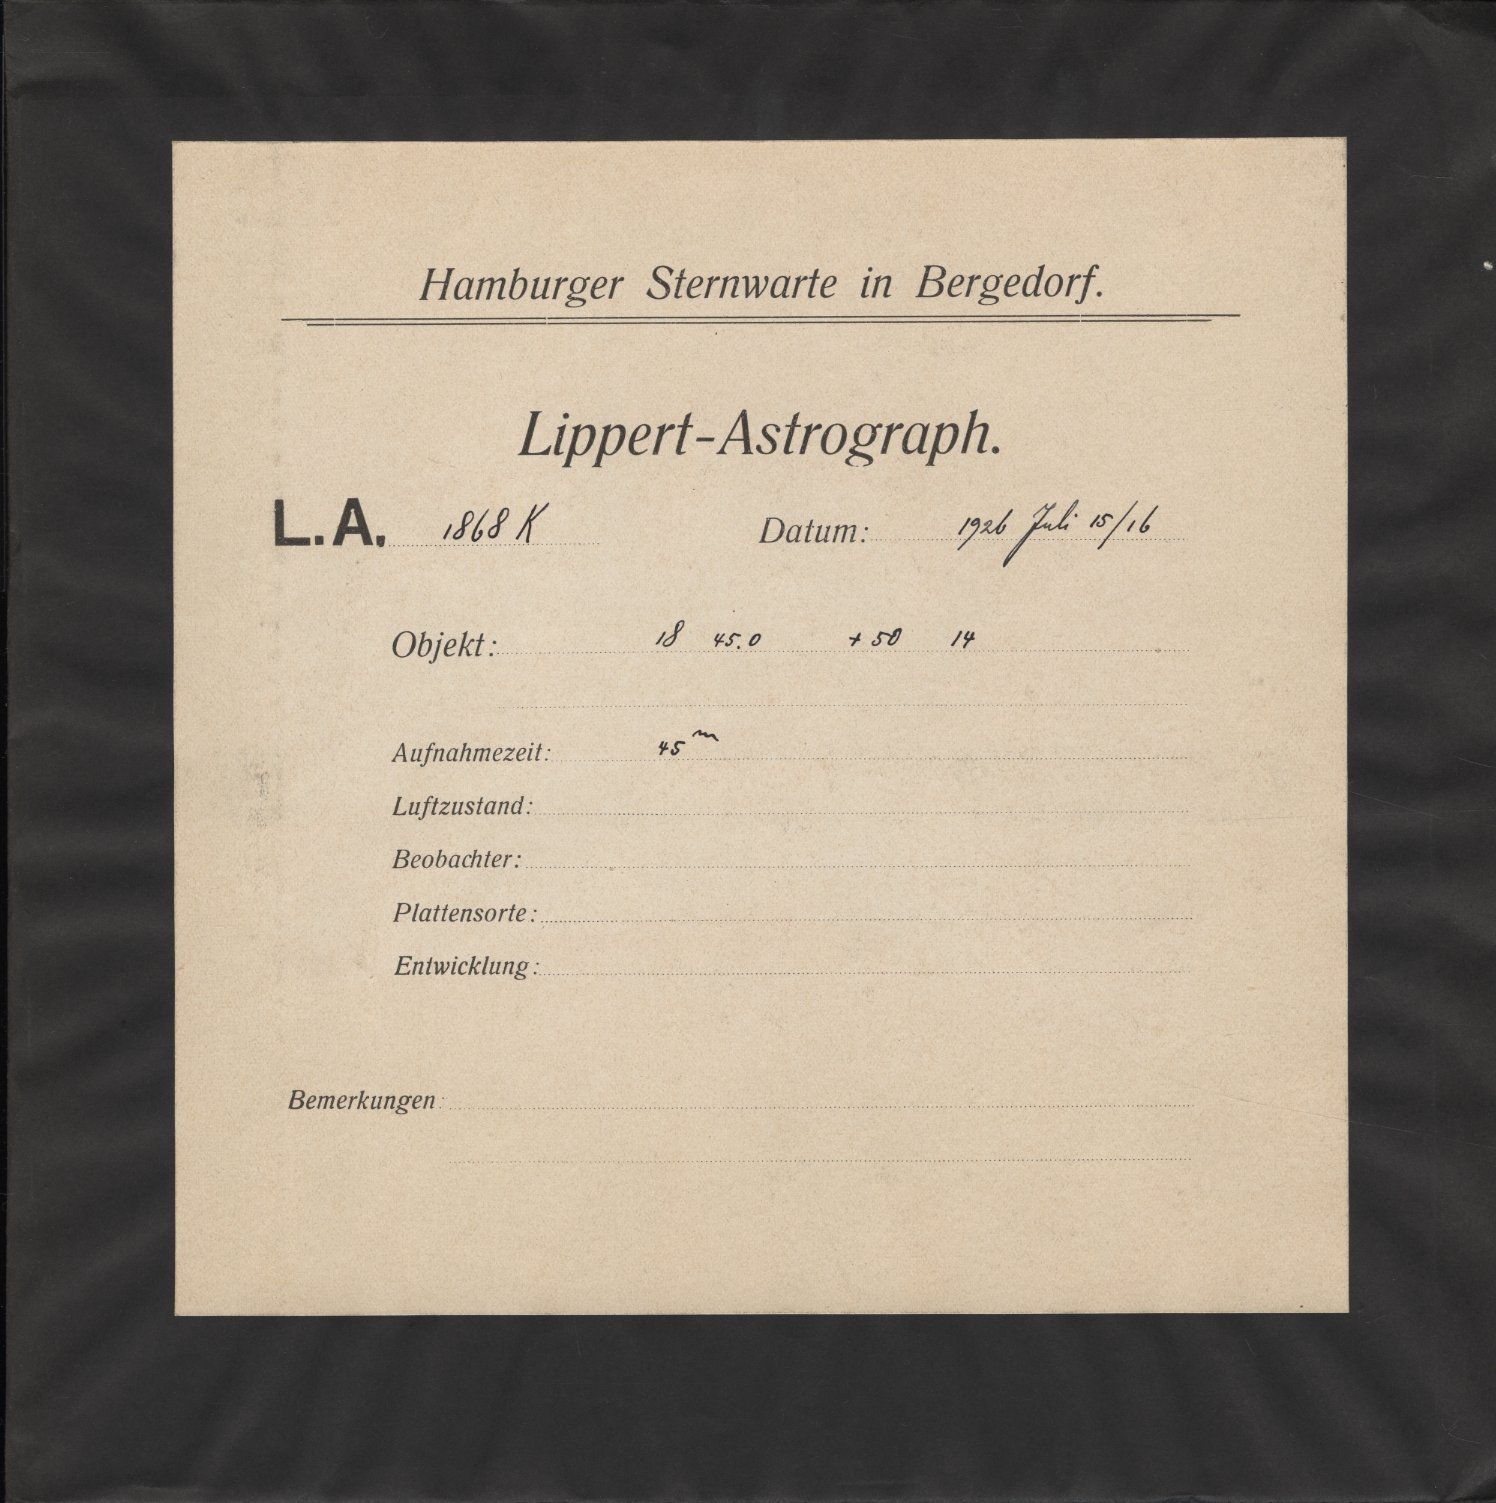 Hamburger Sternwarte in Bergedorf.
Lippert-Astrograph.
L.A. 1868 K Datum: 1926 Juli 15/16
Objekt: 18 45.0 +50 14
Aufnahmezeit: 45 m
Luftzustand:
Beobachter:
Plattensorte:
Entwicklung:
Bemerkungen: